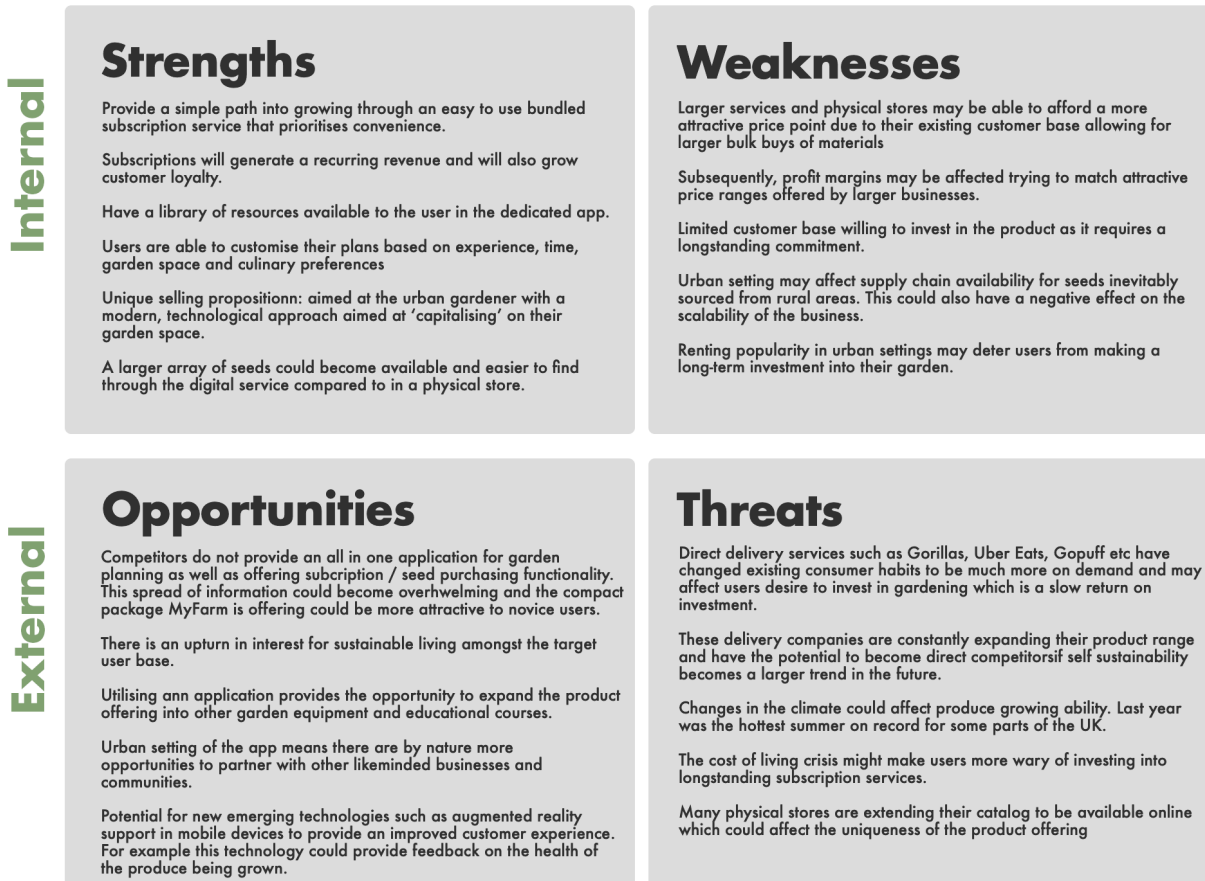 Internal
Strengths
Provide a simple path into growing through an easy to use bundled
subscription service that prioritises convenience.
Subscriptions will generate a recurring revenue and will also grow
customer loyalty.
Have a library of resources available to the user in the dedicated app.
Users are able to customise their plans based on experience, time,
garden space and culinary preferences
Unique selling propositionn: aimed at the urban gardener with a
modern, technological approach aimed at ‘capitalising’ on their
garden space.
A larger array of seeds could become available and easier to find
through the digital service compared to in a physical store.
Weaknesses
Larger services and physical stores may be able to afford a more
attractive price point due to their existing customer base allowing for
larger bulk buys of materials
Subsequently, profit margins may be affected trying to match attractive
price ranges offered by larger businesses.
Limited customer base willing to invest in the product as it requires a
longstanding commitment.
Urban setting may affect supply chain availability for seeds inevitably
sourced from rural areas. This could also have a negative effect on the
scalability of the business.
Renting popularity in urban settings may deter users from making a
long-term investment into their garden.
External
Opportunities
Competitors do not provide an all in one application for garden
planning as well as offering subcription / seed purchasing functionality.
This spread of information could become overhwelming and the compact
package MyFarm is offering could be more attractive to novice users.
There is an upturn in interest for sustainable living amongst the target
user base.
Utilising ann application provides the opportunity to expand the product
offering into other garden equipment and educational courses.
Urban setting of the app means there are by nature more
opportunities to partner with other likeminded businesses and
communities.
Potential for new emerging technologies such as augmented reality
support in mobile devices to provide an improved customer experience.
For example this technology could provide feedback on the health of
the produce being grown.
Threats
Direct delivery services such as Gorillas, Uber Eats, Gopuff etc have
changed existing consumer habits to be much more on demand and may
affect users desire to invest in gardening which is a slow return on
investment.
These delivery companies are constantly expanding their product range
and have the potential to become direct competitorsif self sustainability
becomes a larger trend in the future.
Changes in the climate could affect produce growing ability. Last year
was the hottest summer on record for some parts of the UK.
The cost of living crisis might make users more wary of investing into
longstanding subscription services.
Many physical stores are extending their catalog to be available online
which could affect the uniqueness of the product offering